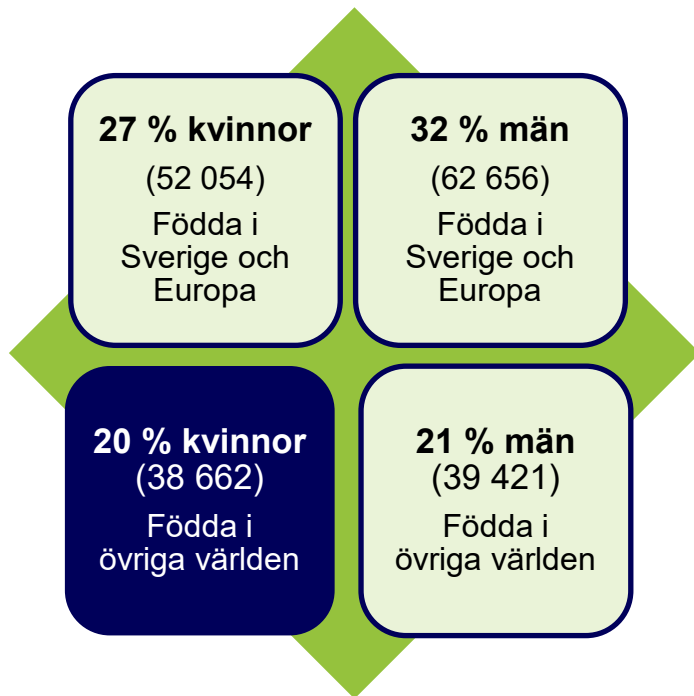 27 % kvinnor
(52 054)
Födda i
Sverige och
Europa
32 % män
(62 656)
Födda i
Sverige och
Europa
20 % kvinnor
(38 662)
Födda i
övriga världen
21 % män
(39 421)
Födda i
övriga världen